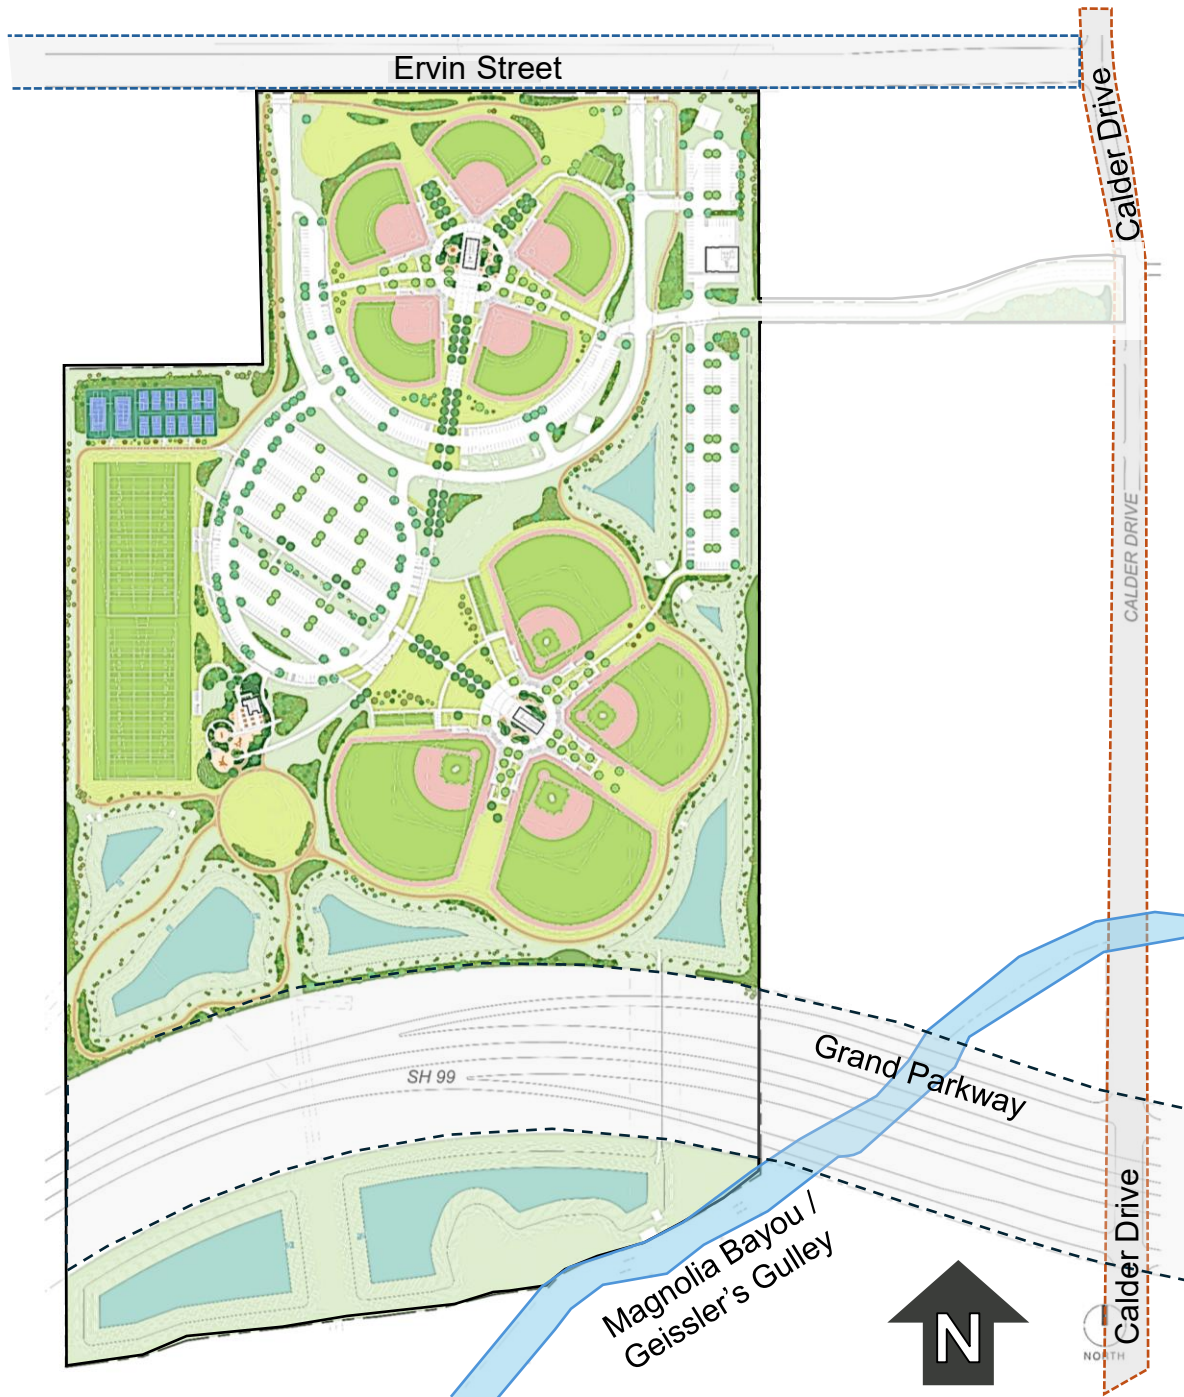 Ervin Street
Calder Drive
CALDER DRIVE
Grand Parkway
SH 99
Magnolia Bayou /
Geissler's Gulley
Calder Drive
N
NORTH